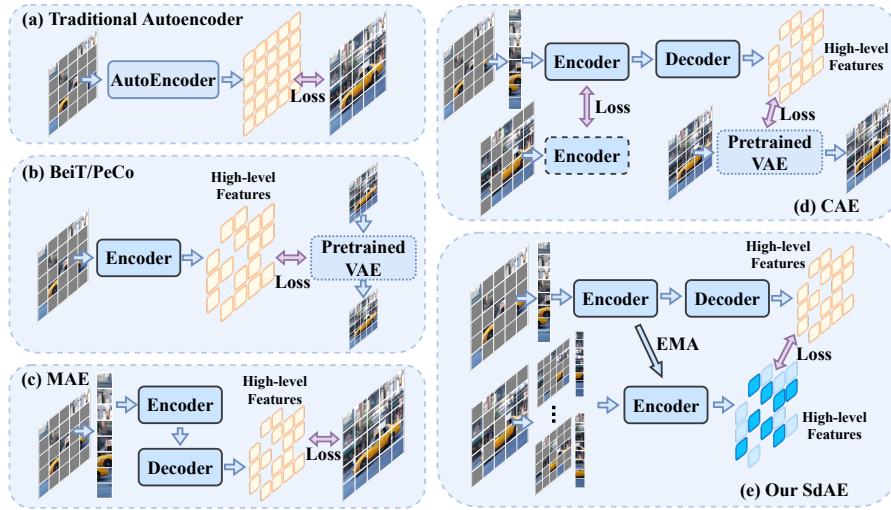 (a) Traditional Autoencoder
AutoEncoder
Loss
(b) BeiT/PeCo
High-level
Features
Encoder
Loss
Pretrained
VAE
(c) MAE
Encoder
Decoder
High-level
Features
Loss
Encoder
Decoder
High-level
Features
Loss
Loss
Encoder
Pretrained
VAE
(d) CAE
High-level
Features
Encoder
Decoder
EMA
Loss
Encoder
High-level
Features
(e) Our SdAE